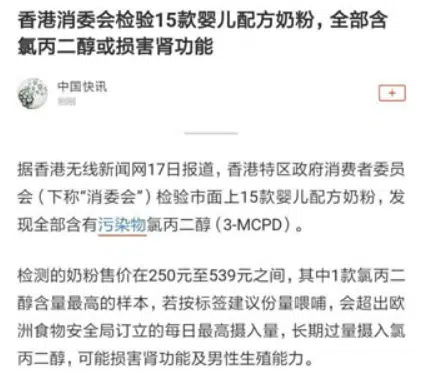 香港消委会检验15款婴儿配方奶粉，全部含
氯丙二醇或损害肾功能
中国快讯
刚刚
据香港无线新闻网17日报道，香港特区政府消费者委员
会（下称“消委会”）检验市面上15款婴儿配方奶粉，发
现全部含有污染物氯丙二醇（3-MCPD）。
检测的奶粉售价在250元至539元之间，其中1款氯丙二
醇含量最高的样本，若按标签建议份量喂哺，会超出欧
洲食物安全局订立的每日最高摄入量，长期过量摄入氯
丙二醇，可能损害肾功能及男性生殖能力。